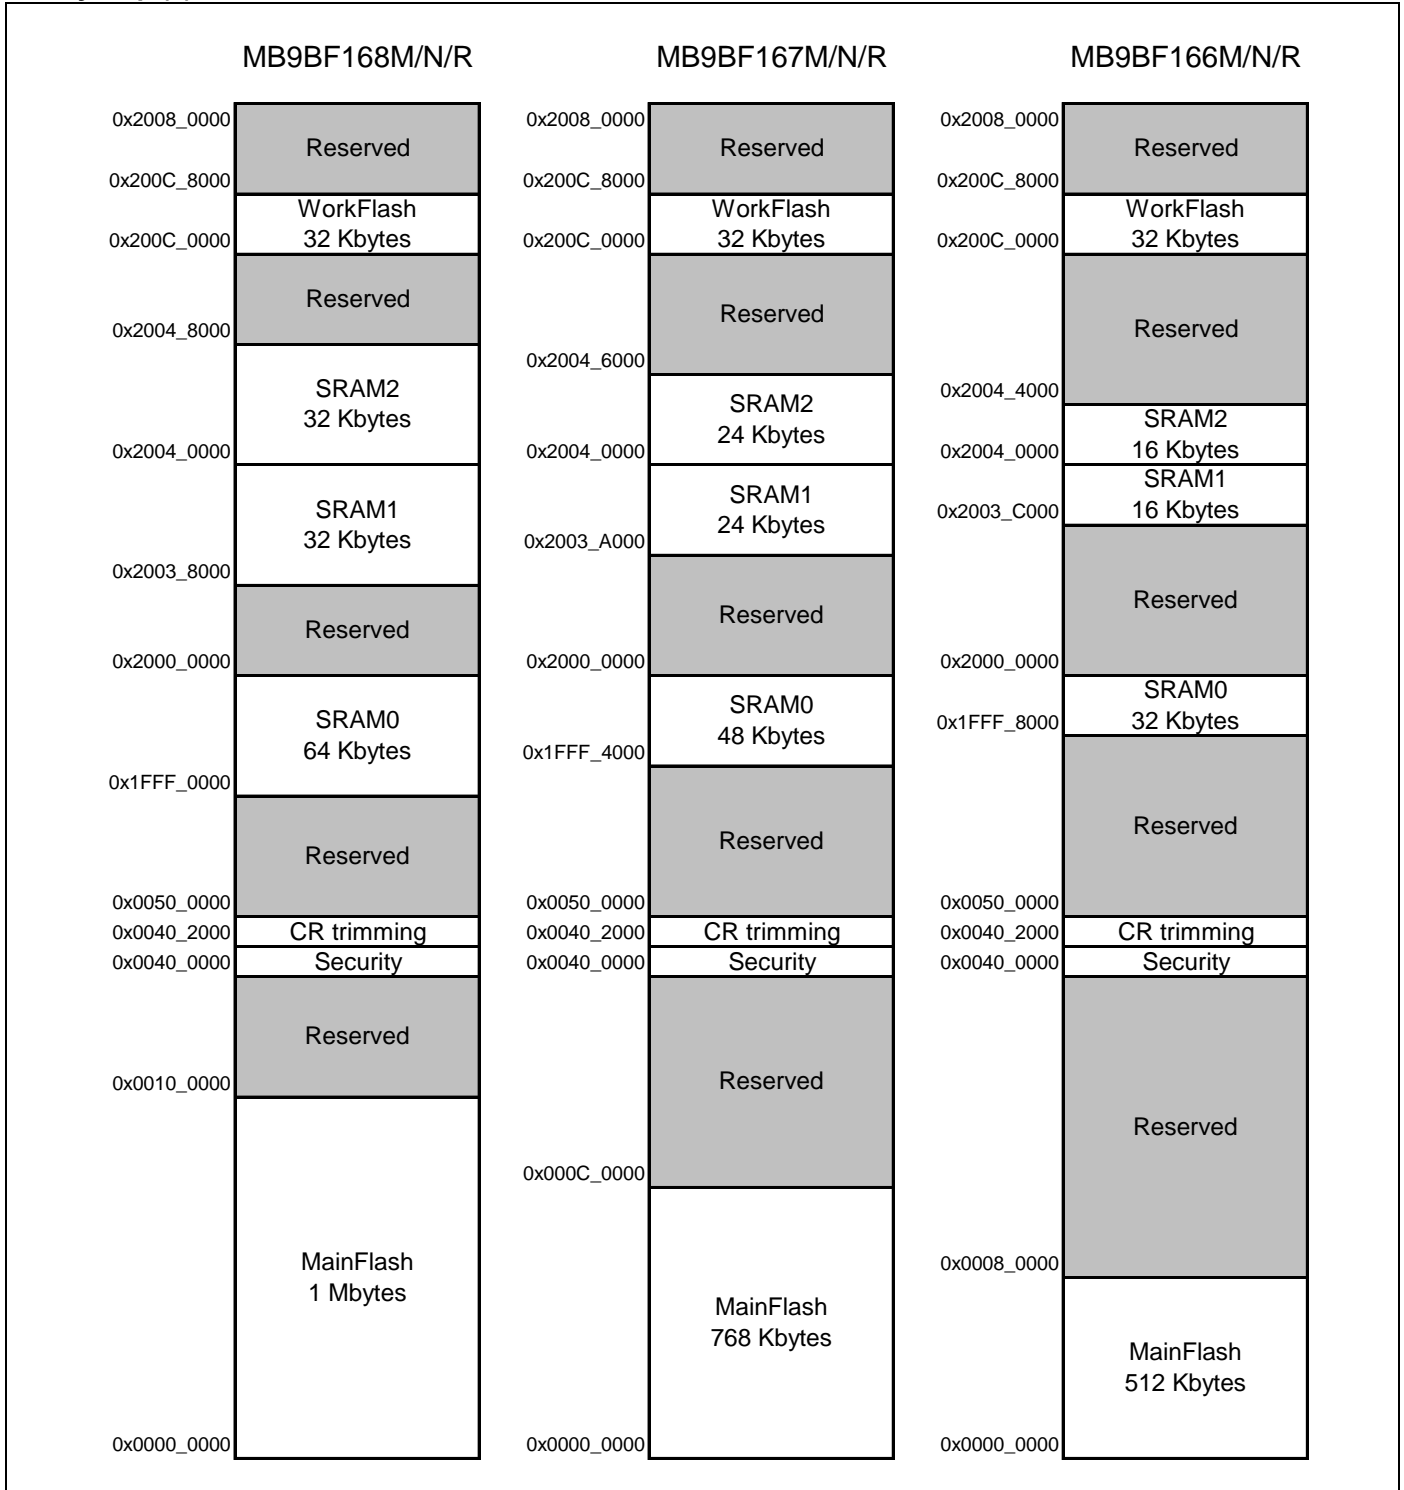 MB9BF168M/N/R
0x2008_0000
Reserved
0x200C_8000
WorkFlash
0x200C_0000
32 Kbytes
Reserved
0x2004_8000
SRAM2
32 Kbytes
0x2004_0000
SRAM1
32 Kbytes
0x2003_8000
Reserved
0x2000_0000
SRAM0
64 Kbytes
0x1FFF_0000
Reserved
0x0050_0000
0x0040_2000
CR trimming
0x0040_0000
Security
Reserved
0x0010_0000
MainFlash
1 Mbytes
0x0000_0000
MB9BF167M/N/R
0x2008_0000
Reserved
0x200C_8000
WorkFlash
0x200C_0000
32 Kbytes
Reserved
0x2004_6000
SRAM2
24 Kbytes
0x2004_0000
SRAM1
24 Kbytes
0x2003_A000
Reserved
0x2000_0000
SRAM0
48 Kbytes
0x1FFF_4000
Reserved
0x0050_0000
0x0040_2000
CR trimming
0x0040_0000
Security
Reserved
0x000C_0000
MainFlash
768 Kbytes
0x0000_0000
MB9BF166M/N/R
0x2008_0000
Reserved
0x200C_8000
WorkFlash
0x200C_0000
32 Kbytes
Reserved
0x2004_4000
SRAM2
0x2004_0000
16 Kbytes
SRAM1
0x2003_C000
16 Kbytes
Reserved
0x2000_0000
SRAM0
0x1FFF_8000
32 Kbytes
Reserved
0x0050_0000
0x0040_2000
CR trimming
0x0040_0000
Security
Reserved
0x0008_0000
MainFlash
512 Kbytes
0x0000_0000